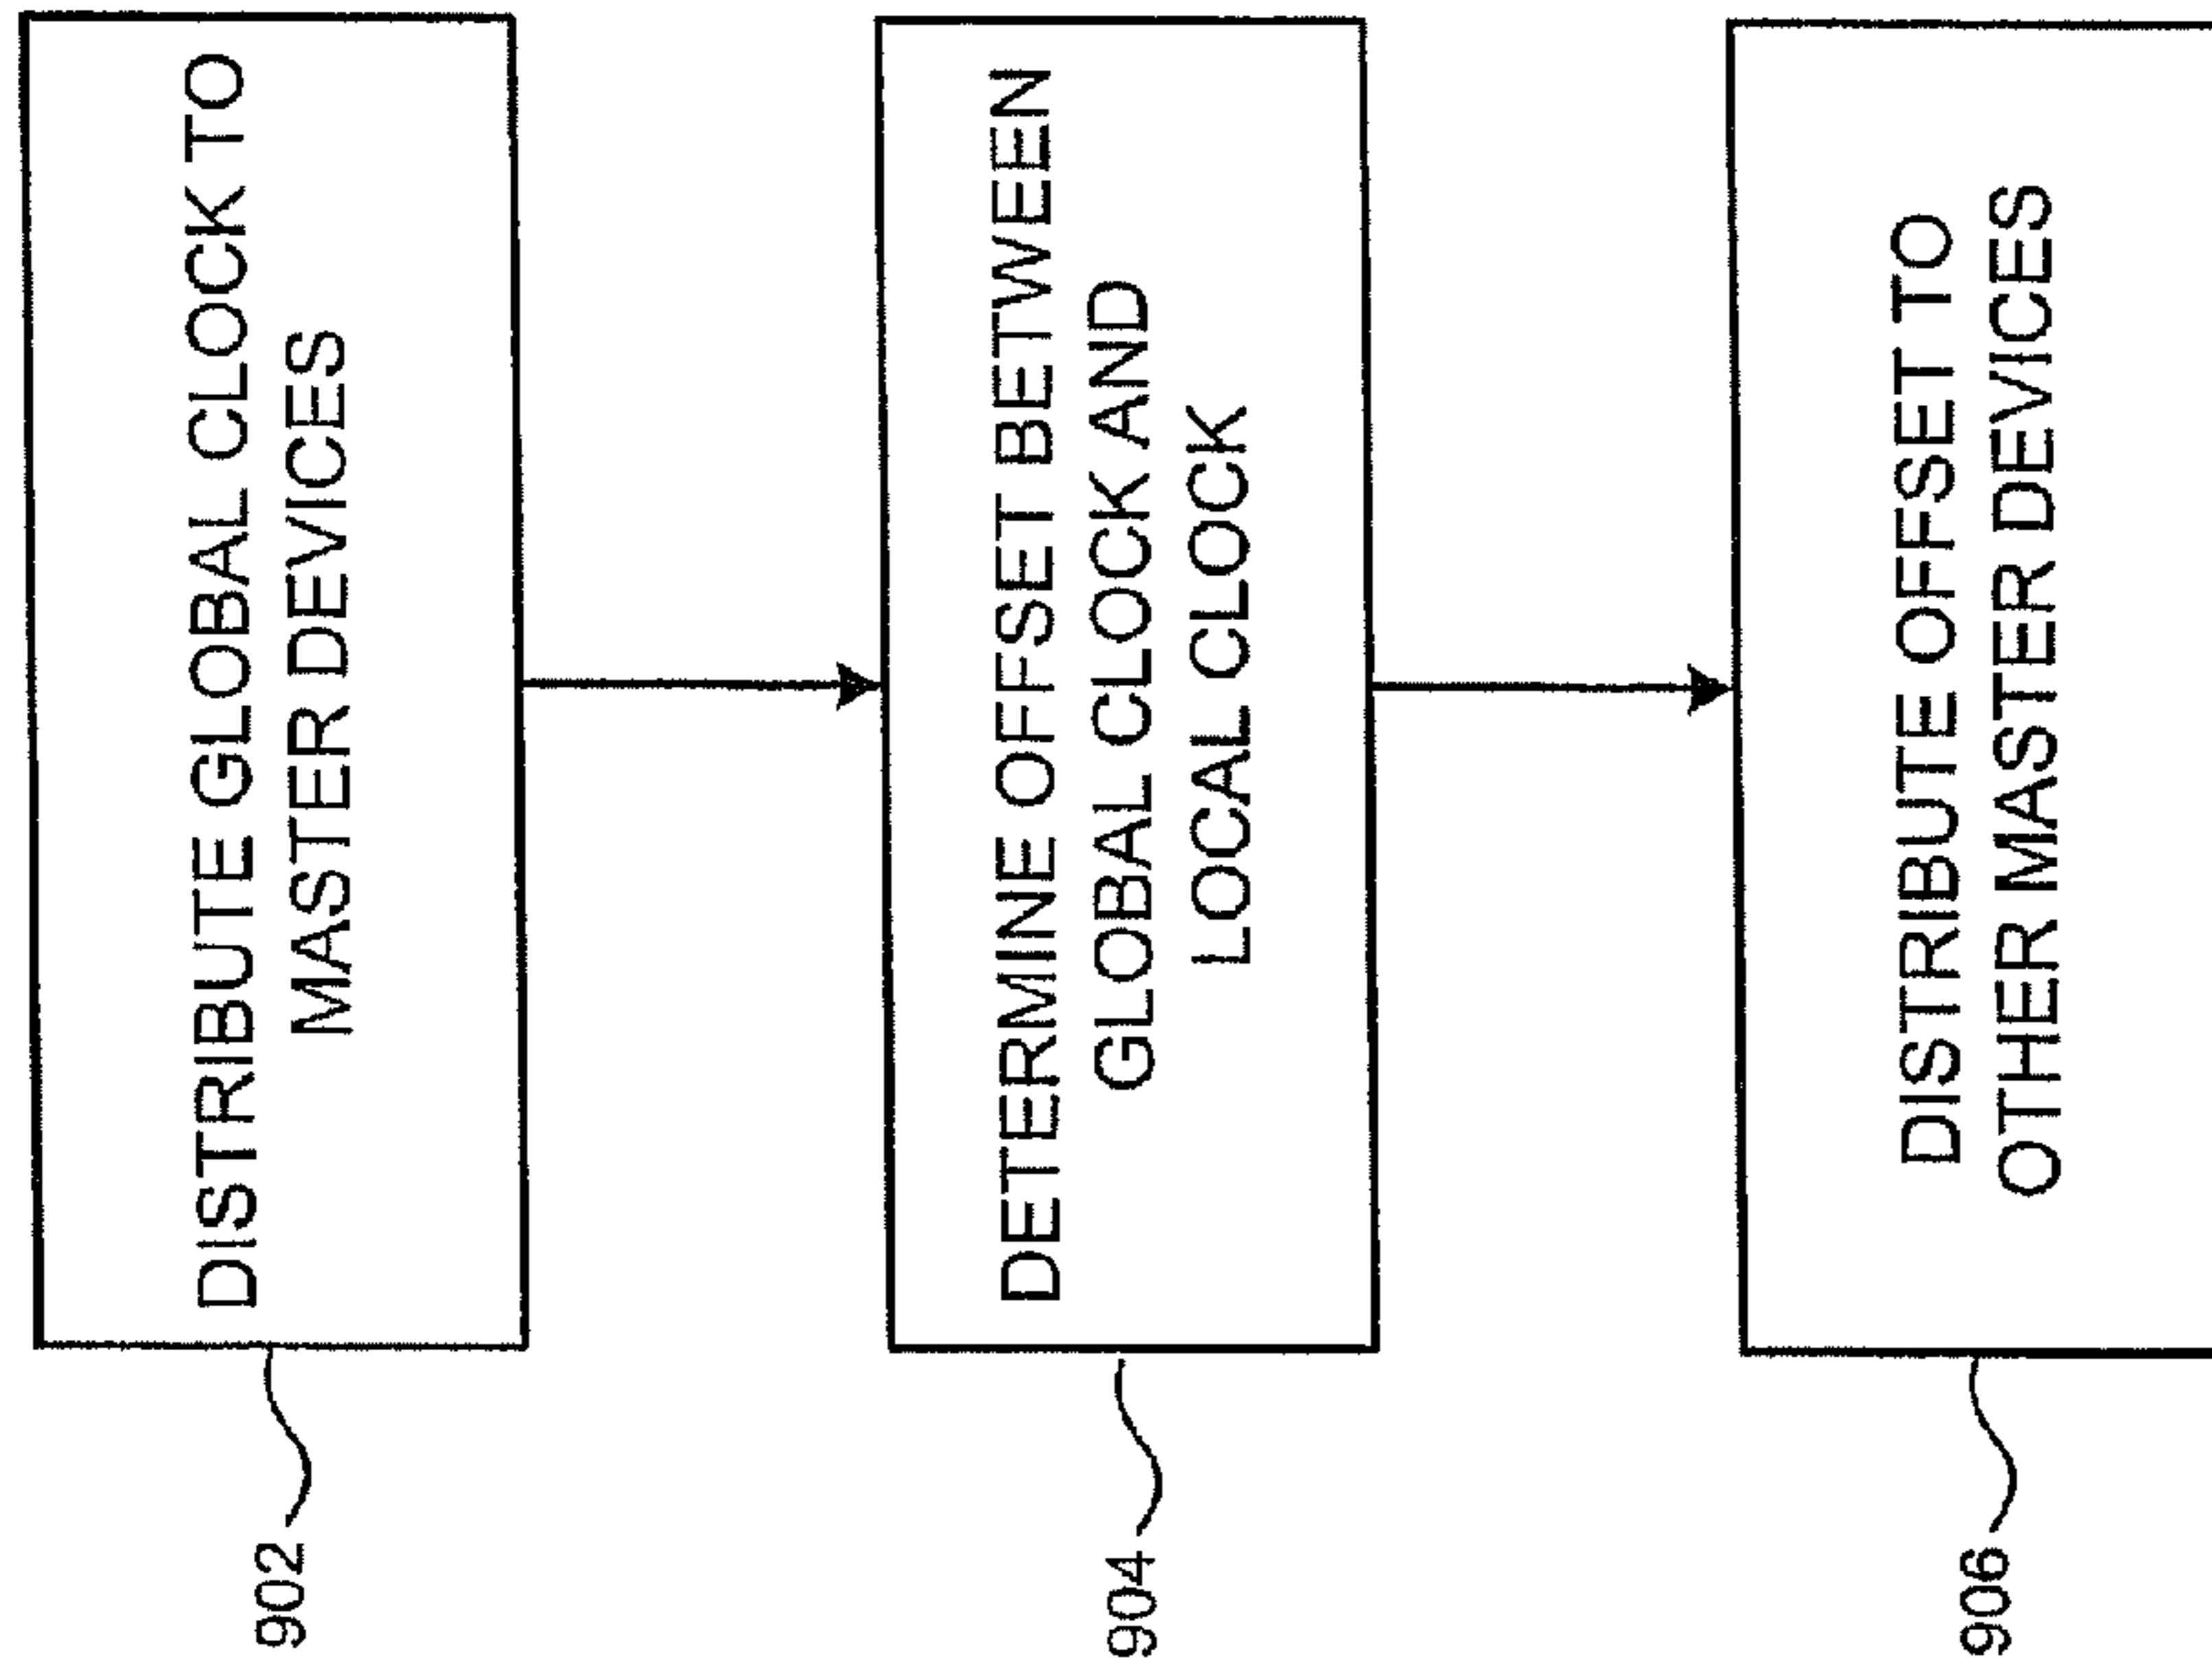 902
DISTRIBUTE GLOBAL CLOCK TO
MASTER DEVICES
904
DETERMINE OFFSET BETWEEN
GLOBAL CLOCK AND
LOCAL CLOCK
906
DISTRIBUTE OFFSET TO
OTHER MASTER DEVICES